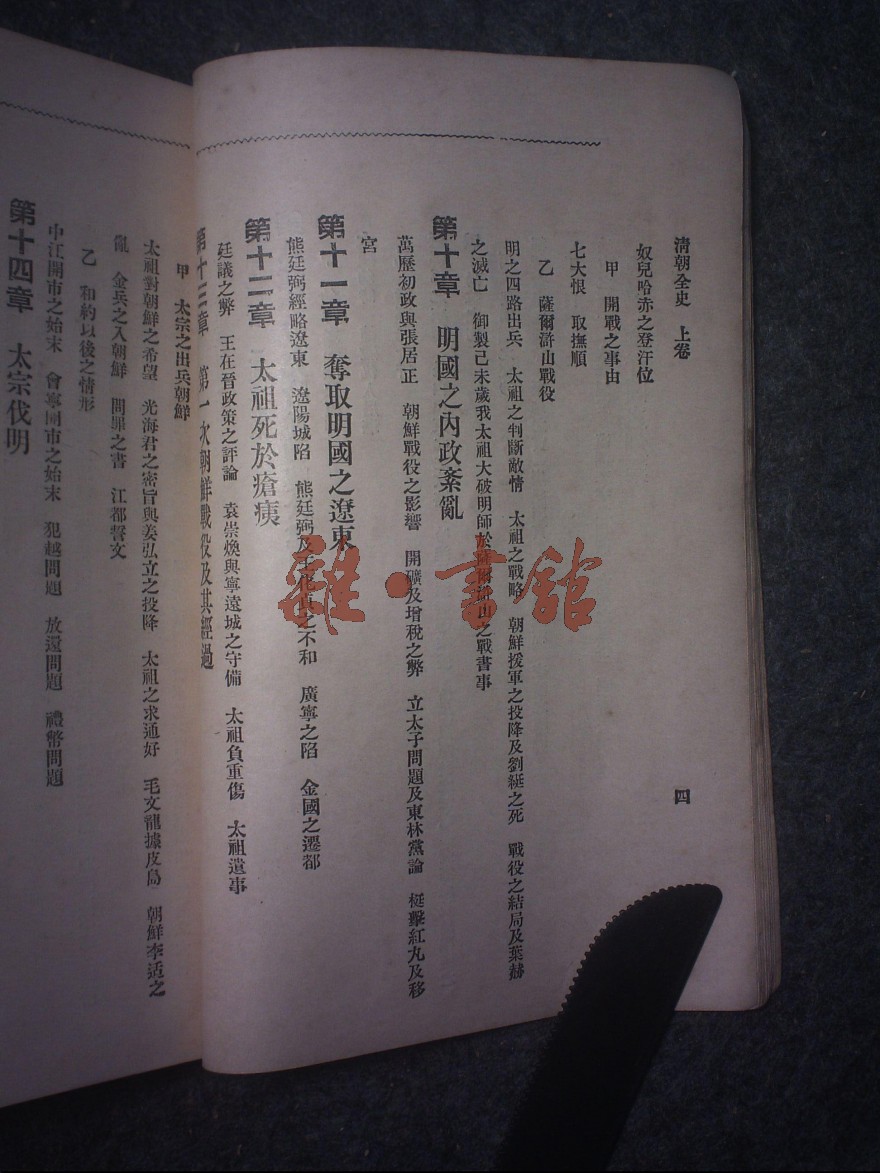 清朝全史　上卷
四
奴兒哈赤之登汗位
甲　開戰之事由
七大恨　取撫順
乙　薩爾滸山戰役
明之四路出兵　太祖之判斷敵情　太祖之戰略　朝鮮援軍之投降及劉綎之死　戰役之結局及葉赫
之滅亡　御製己未歲我太祖大破明師於薩爾滸山之戰書事
第十章　明國之內政紊亂
萬歷初政與張居正　朝鮮戰役之影響　開礦及增稅之弊　立太子問題及東林黨論　梃擊紅丸及移
宮
第十一章　奪取明國之遼東
熊廷弼經略遼東　遼陽城陷　熊廷弼及王化貞之不和　廣寧之陷　金國之遷都
第十二章　太祖死於瘡痍
廷議之弊　王在晉政策之評論　袁崇煥與寧遠城之守備　太祖負重傷　太祖遺事
第十三章　第一次朝鮮戰役及其經過
甲　太宗之出兵朝鮮
太祖對朝鮮之希望　光海君之密旨與姜弘立之投降　太祖之求通好　毛文龍據皮島　朝鮮李适之
亂　金兵之入朝鮮　問罪之書　江都誓文
乙　和約以後之情形
中江開市之始末　會寧開市之始末　犯越問題　放還問題　禮幣問題
第十四章　太宗伐明
雜·書館